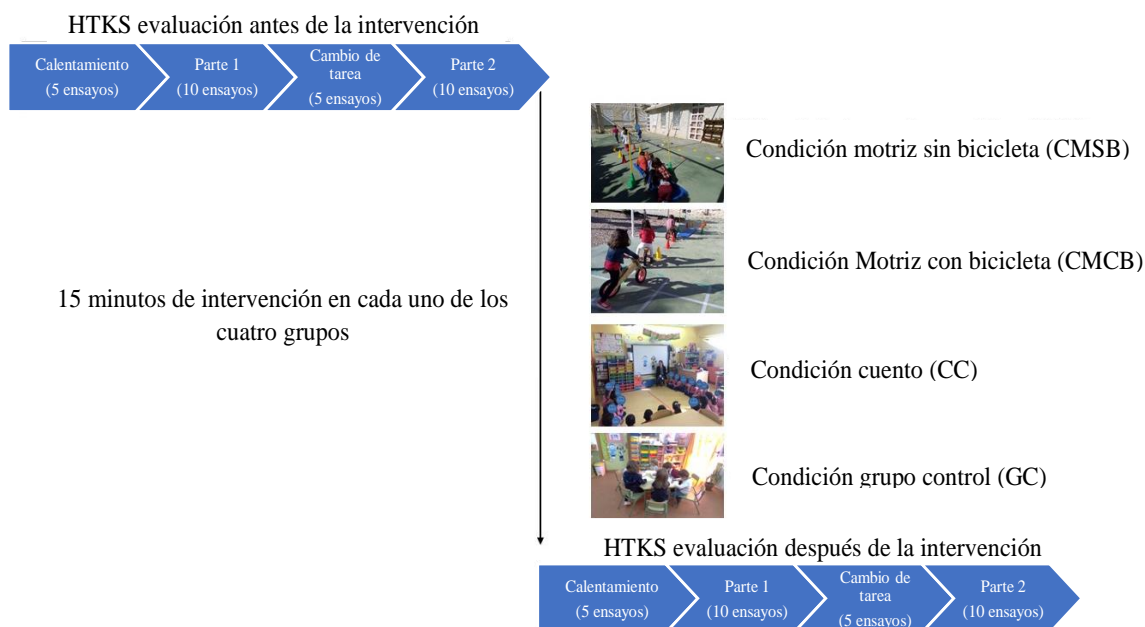 HTKS evaluación antes de la intervención
Calentamiento
(5 ensayos)
Parte 1
(10 ensayos)
Cambio de
tarea
(5 ensayos)
Parte 2
(10 ensayos)
Condición motriz sin bicicleta (CMSB)
Condición Motriz con bicicleta (CMCB)
15 minutos de intervención en cada uno de los
cuatro grupos
Condición cuento (CC)
Condición grupo control (GC)
HTKS evaluación después de la intervención
Calentamiento
(5 ensayos)
Parte 1
(10 ensayos)
Cambio de
tarea
(5 ensayos)
Parte 2
(10 ensayos)